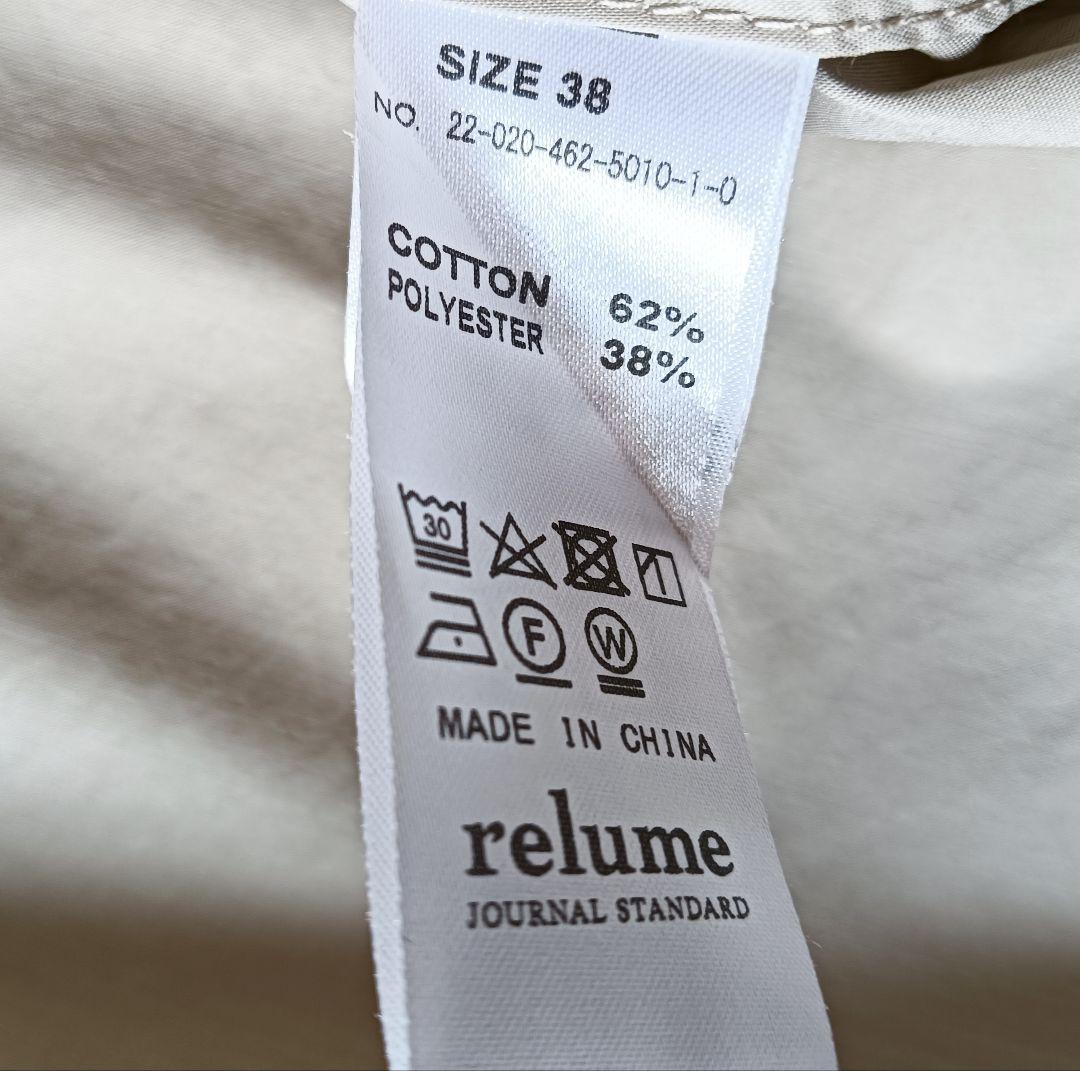 SIZE 38
NO. 22-020-462-5010-1-0
COTTON 62%
POLYESTER 38%
30
F W
MADE IN CHINA
relume
JOURNAL STANDARD